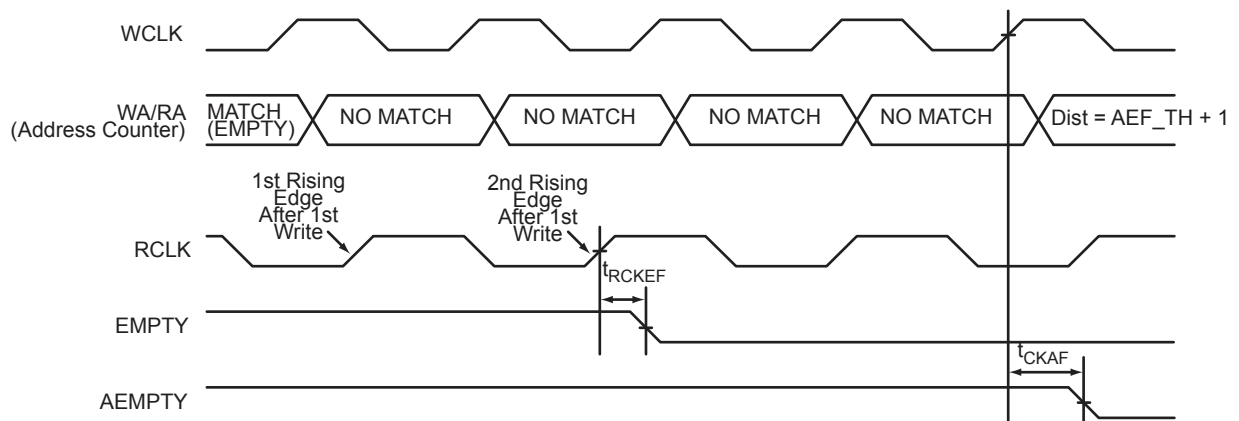 WCLK
WA/RA
(Address Counter)
MATCH
(EMPTY)
NO MATCH
NO MATCH
NO MATCH
NO MATCH
Dist = AEF_TH + 1
1st Rising
Edge
After 1st
Write
2nd Rising
Edge
After 1st
Write
RCLK
tRCKEF
EMPTY
tCKAF
AEMPTY